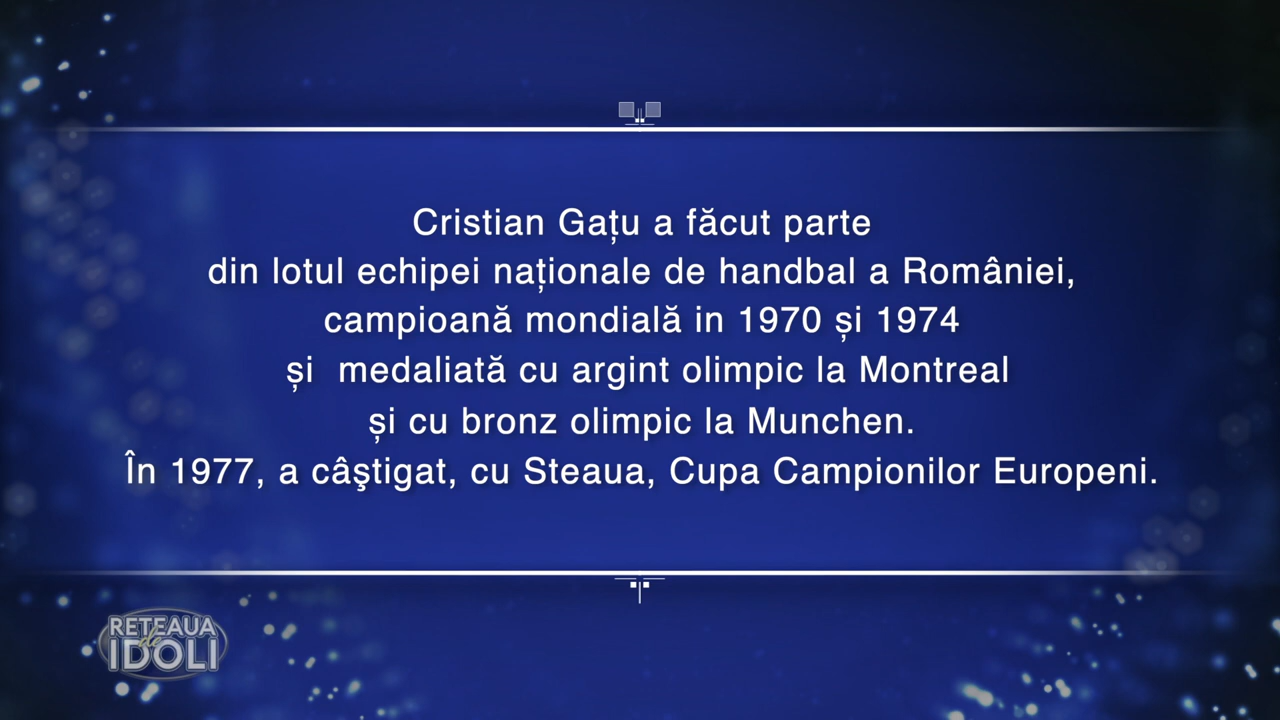 Cristian Gațu a făcut parte
din lotul echipei naționale de handbal a României,
campioană mondială in 1970 și 1974
și  medaliată cu argint olimpic la Montreal
și cu bronz olimpic la Munchen.
În 1977, a câştigat, cu Steaua, Cupa Campionilor Europeni.
RETEAUA
de
IDOLI